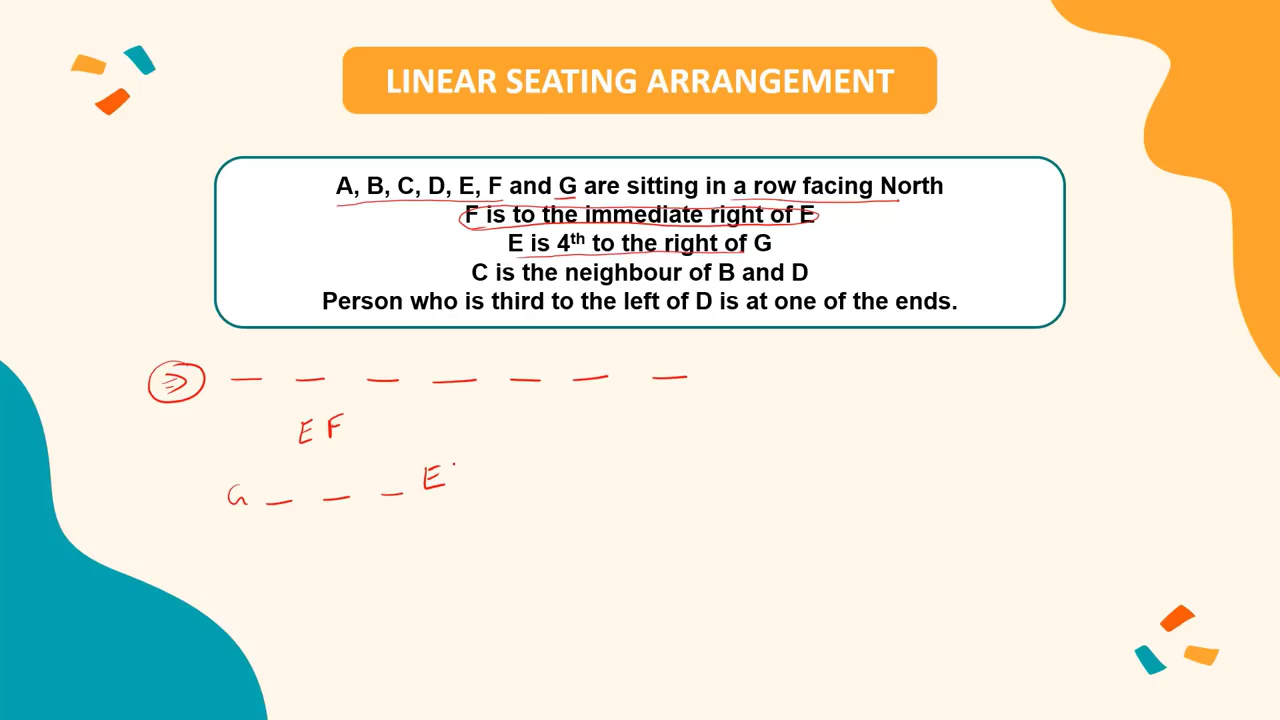 LINEAR SEATING ARRANGEMENT
A, B, C, D, E, F and G are sitting in a row facing North
F is to the immediate right of E
E is 4th to the right of G
C is the neighbour of B and D
Person who is third to the left of D is at one of the ends.
E F
G _ _ _ E